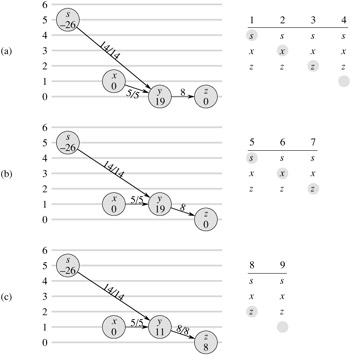 6
5
4
3
2
1
0
s
–26
14/14
x
0
5/5
y
19
8
z
0
(a)
1 2 3 4
s s s s
x x x x
z z z z
6
5
4
3
2
1
0
s
–26
14/14
x
0
5/5
y
19
8
z
0
(b)
5 6 7
s s s
x x x
z z z
6
5
4
3
2
1
0
s
–26
14/14
x
0
5/5
y
11
8/8
z
8
(c)
8 9
s s
x x
z z